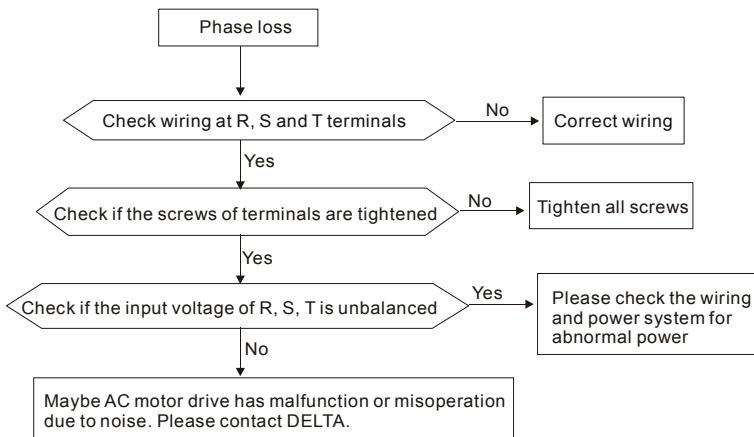 Phase loss
Check wiring at R, S and T terminals
No
Correct wiring
Yes
Check if the screws of terminals are tightened
No
Tighten all screws
Yes
Check if the input voltage of R, S, T is unbalanced
Yes
Please check the wiring
and power system for
abnormal power
No
Maybe AC motor drive has malfunction or misoperation
due to noise. Please contact DELTA.